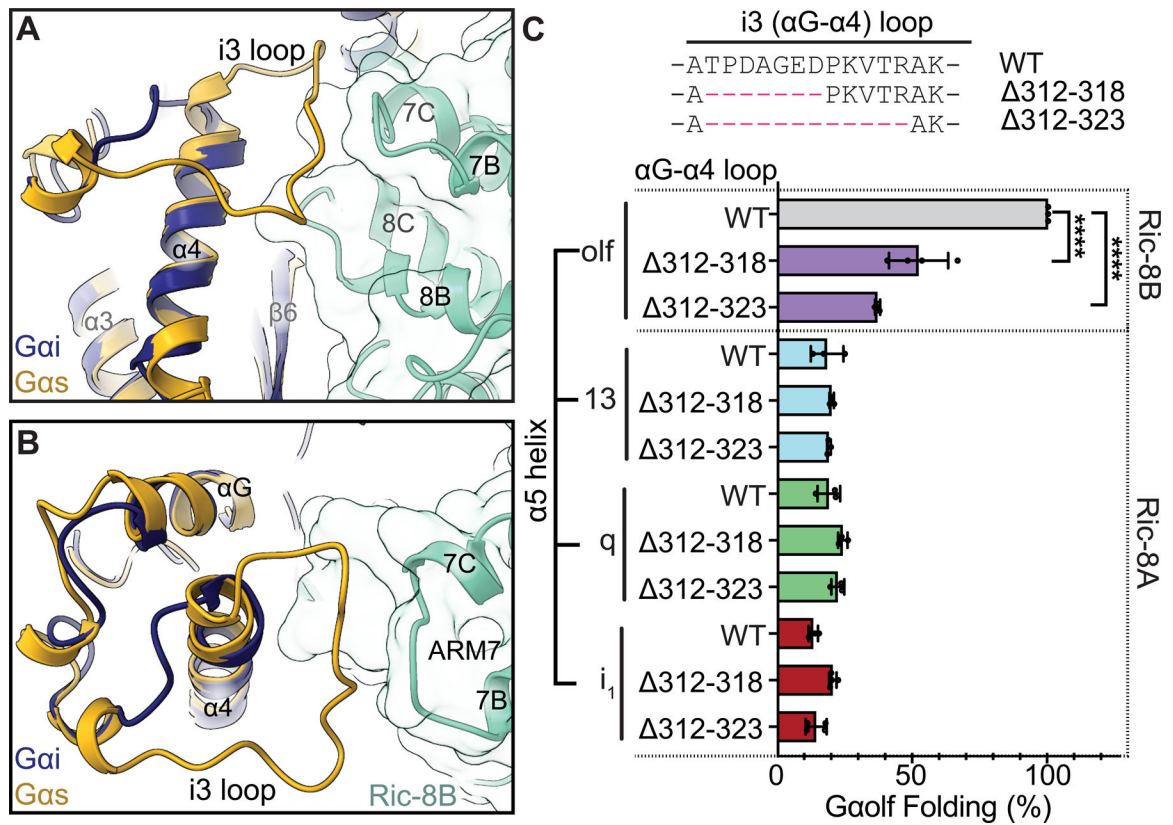 A
i3 loop
7C
7B
8C
α4
8B
α3
β6
Gαi
Gαs
B
αG
7C
ARM7
α4
7B
Gαi
Gαs
i3 loop
Ric-8B
C
i3 (αG-α4) loop
-ATPDAGEDPKVTRAK- WT
-A-------PKVTRAK- Δ312-318
-A------------AK- Δ312-323
αG-α4 loop
α5 helix
olf
WT
Δ312-318
Δ312-323
****
****
Ric-8B
13
WT
Δ312-318
Δ312-323
q
WT
Δ312-318
Δ312-323
i₁
WT
Δ312-318
Δ312-323
Ric-8A
0 50 100
Gαolf Folding (%)